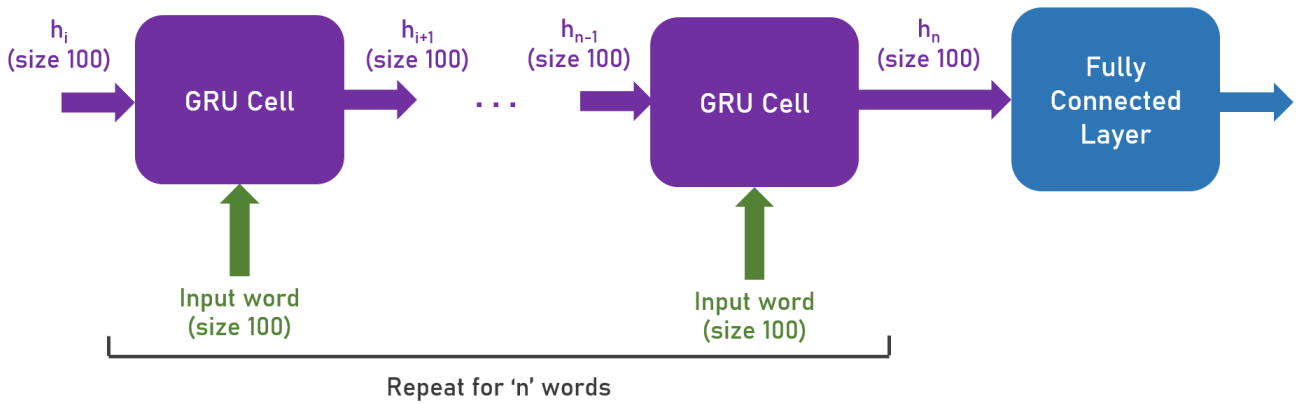 hᵢ
(size 100)
GRU Cell
hᵢ₊₁
(size 100)
. . .
hₙ₋₁
(size 100)
GRU Cell
hₙ
(size 100)
Fully
Connected
Layer
Input word
(size 100)
Input word
(size 100)
Repeat for ‘n’ words